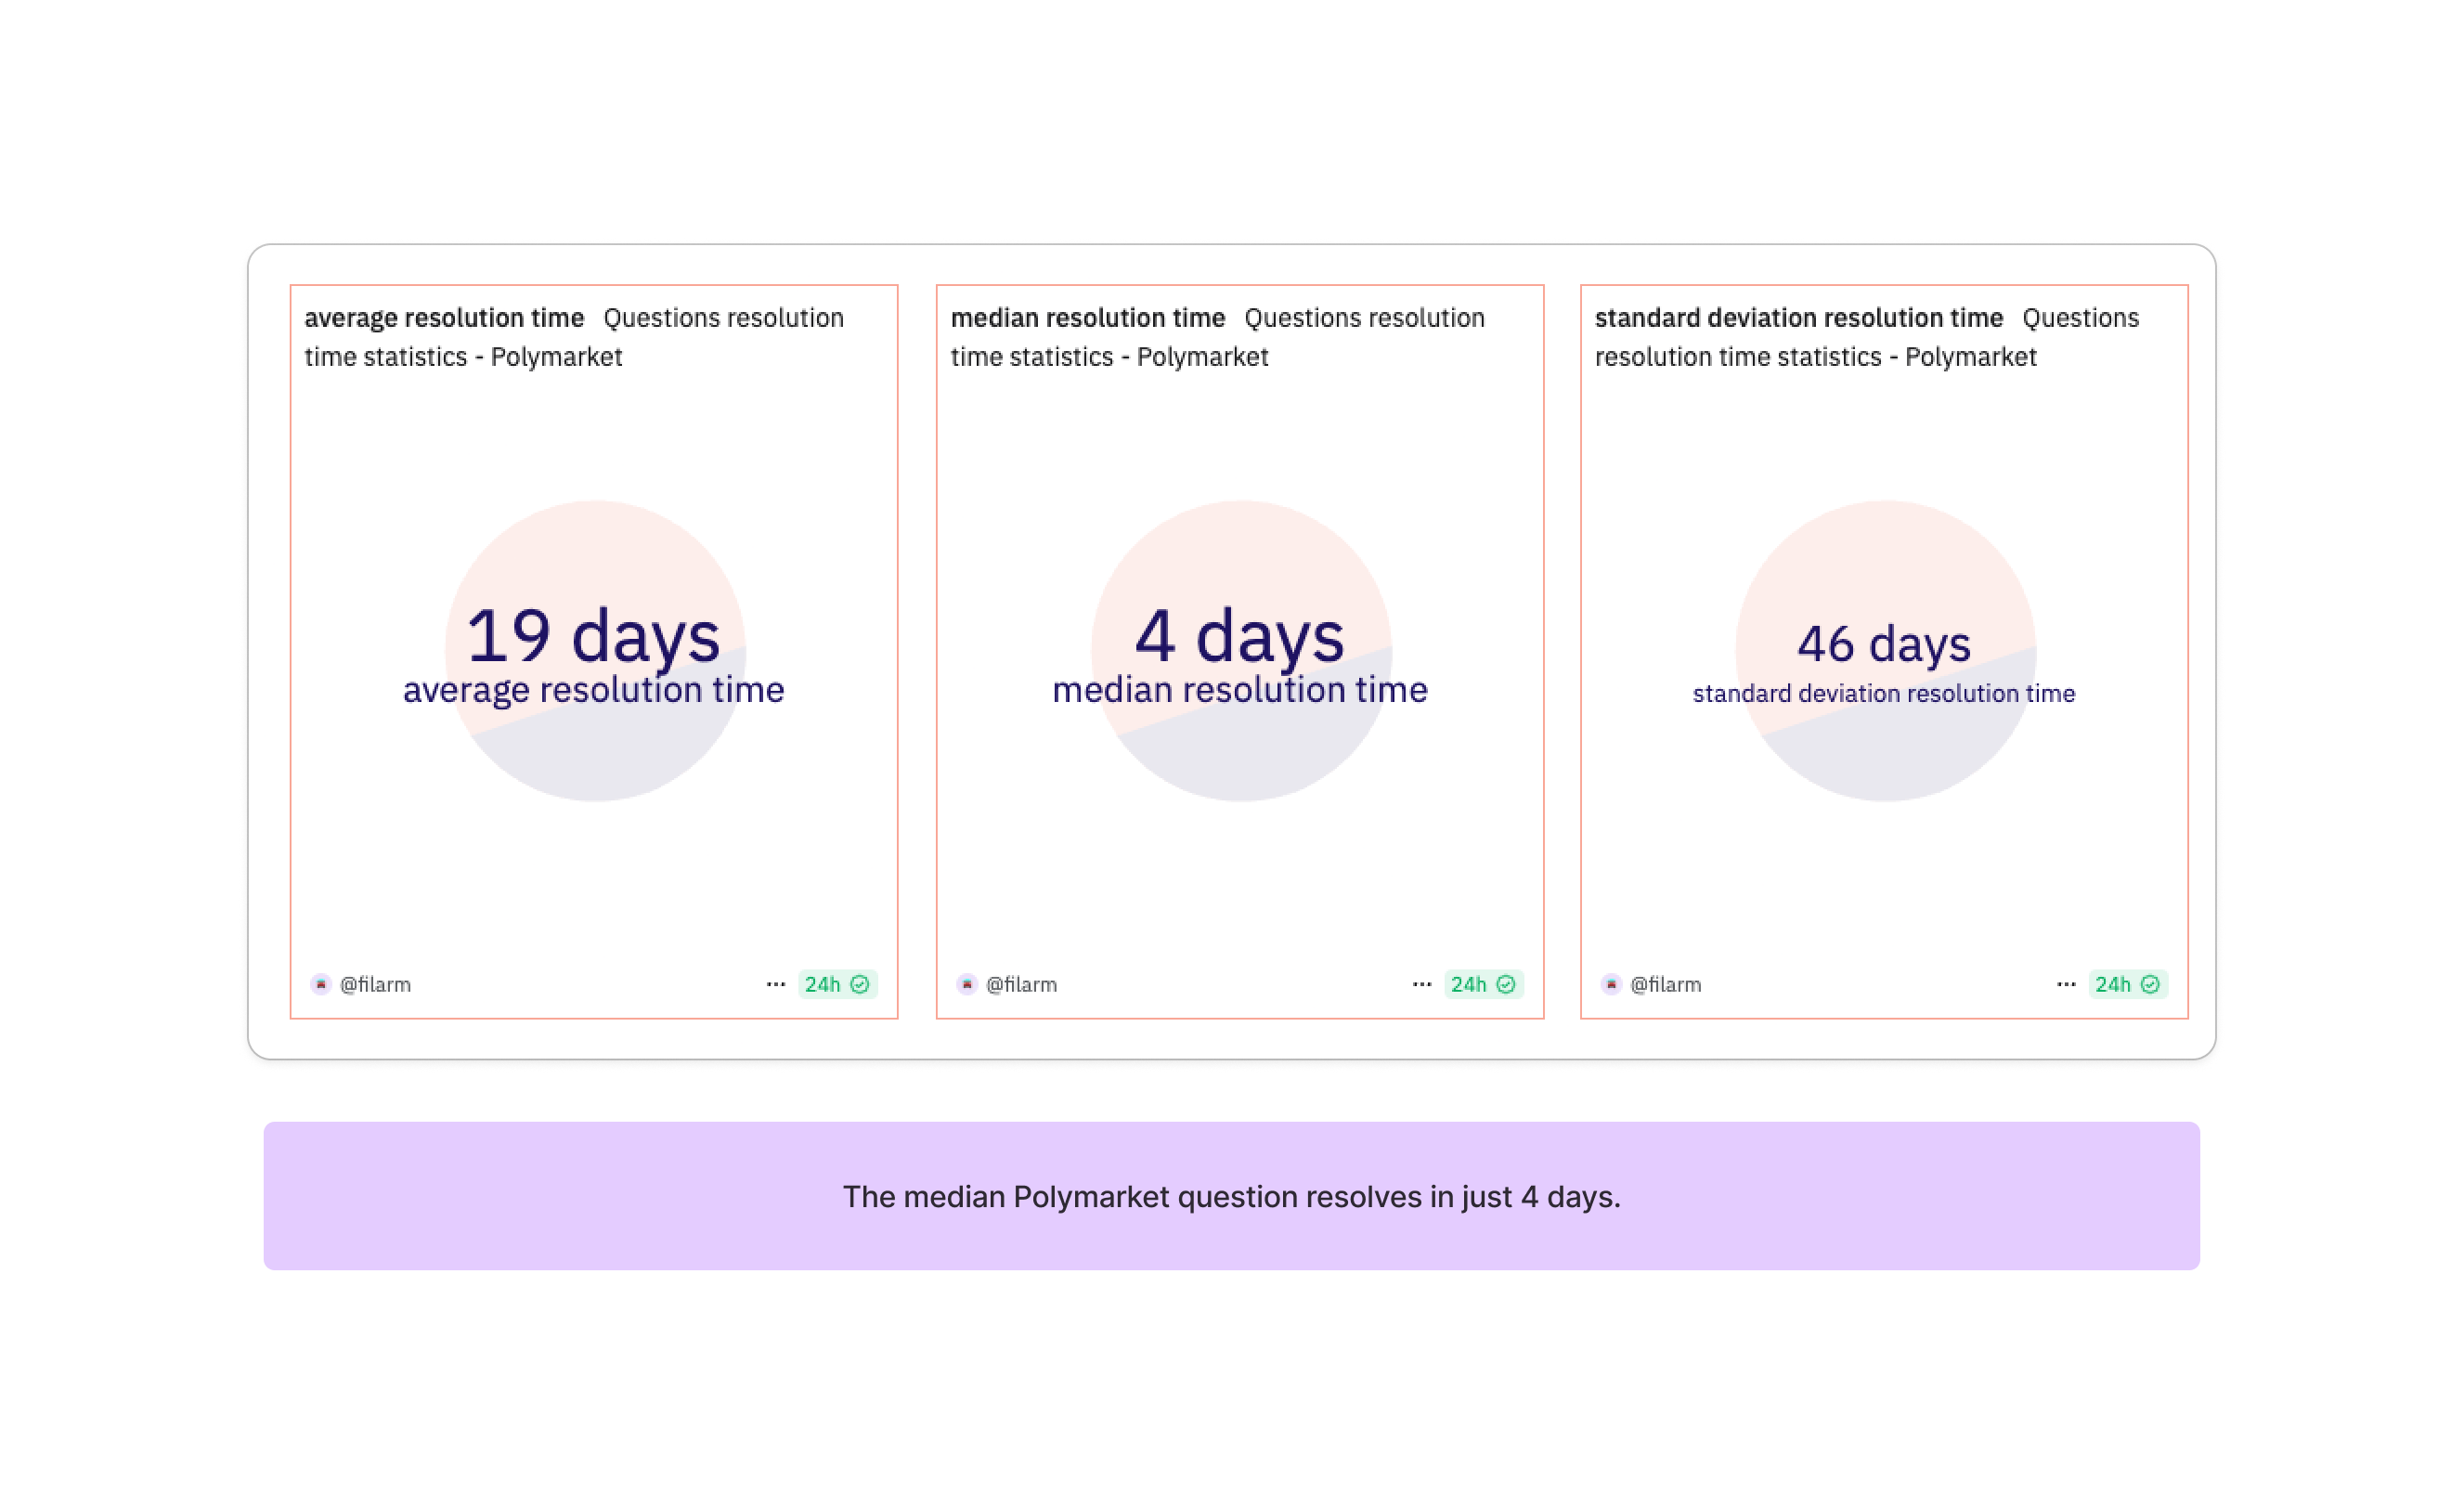 average resolution time Questions resolution
time statistics - Polymarket
19 days
average resolution time
@filarm
··· 24h
median resolution time Questions resolution
time statistics - Polymarket
4 days
median resolution time
@filarm
··· 24h
standard deviation resolution time Questions
resolution time statistics - Polymarket
46 days
standard deviation resolution time
@filarm
··· 24h
The median Polymarket question resolves in just 4 days.